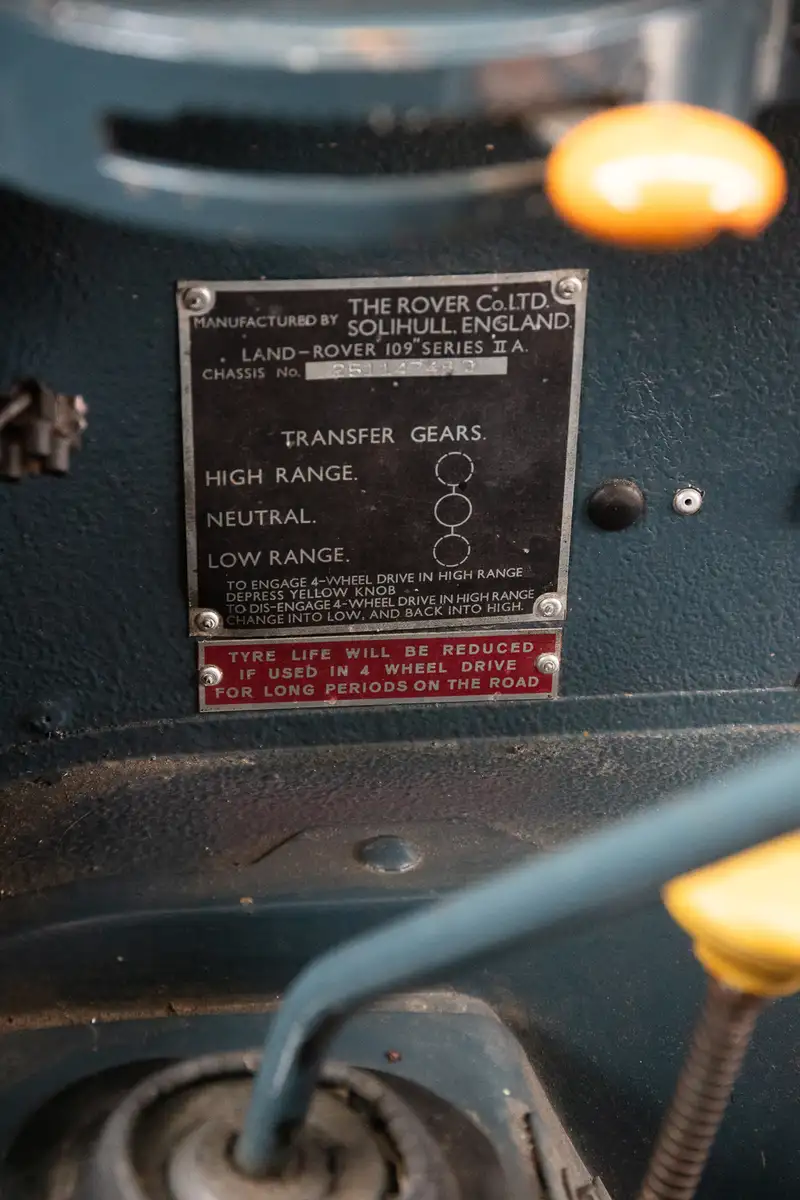 MANUFACTURED BY THE ROVER Co. LTD.
SOLIHULL, ENGLAND.
LAND-ROVER 109" SERIES II A.
CHASSIS No.
TRANSFER GEARS.
HIGH RANGE.
NEUTRAL.
LOW RANGE.
TO ENGAGE 4-WHEEL DRIVE IN HIGH RANGE
DEPRESS YELLOW KNOB
TO DIS-ENGAGE 4-WHEEL DRIVE IN HIGH RANGE
CHANGE INTO LOW, AND BACK INTO HIGH.
TYRE LIFE WILL BE REDUCED
IF USED IN 4 WHEEL DRIVE
FOR LONG PERIODS ON THE ROAD